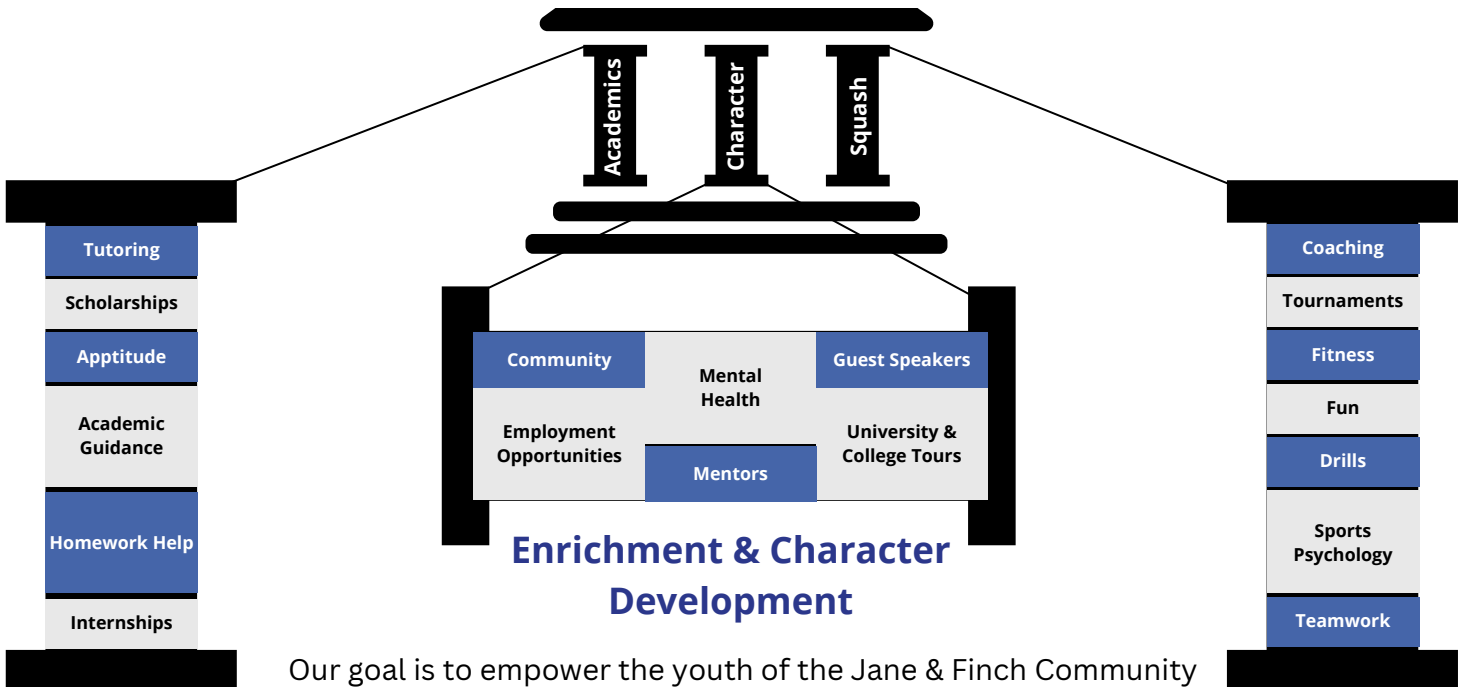 Academics
Character
Squash
Tutoring
Scholarships
Apptitude
Academic
Guidance
Homework Help
Internships
Community
Employment
Opportunities
Mental
Health
Mentors
Guest Speakers
University &
College Tours
Enrichment & Character
Development
Coaching
Tournaments
Fitness
Fun
Drills
Sports
Psychology
Teamwork
Our goal is to empower the youth of the Jane & Finch Community